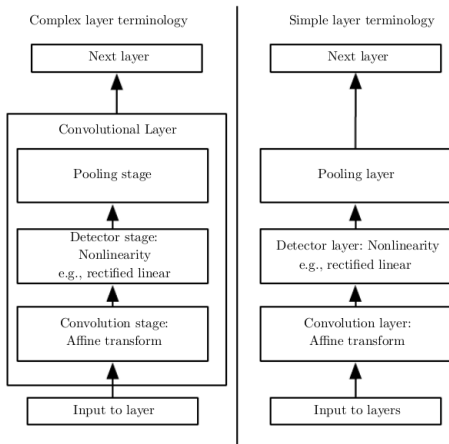 Complex layer terminology
Next layer
Convolutional Layer
Pooling stage
Detector stage:
Nonlinearity
e.g., rectified linear
Convolution stage:
Affine transform
Input to layer
Simple layer terminology
Next layer
Pooling layer
Detector layer: Nonlinearity
e.g., rectified linear
Convolution layer:
Affine transform
Input to layers